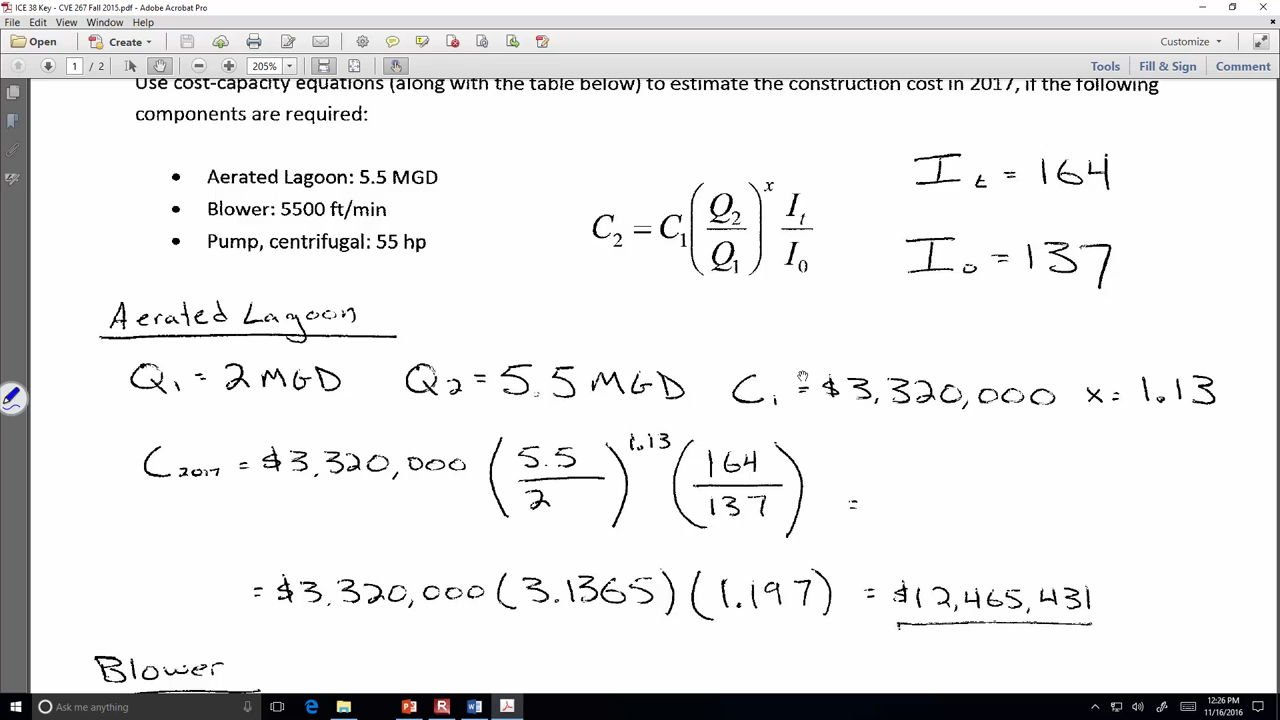 ICE 38 Key - CVE 267 Fall 2015.pdf - Adobe Acrobat Pro
File Edit View Window Help
Open Create Customize
1 / 2 205% Tools Fill & Sign Comment
Use cost-capacity equations (along with the table below) to estimate the construction cost in 2017, if the following
components are required:
• Aerated Lagoon: 5.5 MGD
• Blower: 5500 ft/min
• Pump, centrifugal: 55 hp
C₂ = C₁(Q₂/Q₁)ˣ Iₜ/I₀
Iₜ = 164
I₀ = 137
Aerated Lagoon
Q₁ = 2 MGD Q₂ = 5.5 MGD C₁ = $3,320,000 x = 1.13
C₂₀₁₇ = $3,320,000 (5.5/2)^1.13 (164/137) =
= $3,320,000 (3.1365) (1.197) = $12,465,431
Blower
Ask me anything
12:26 PM
11/16/2016